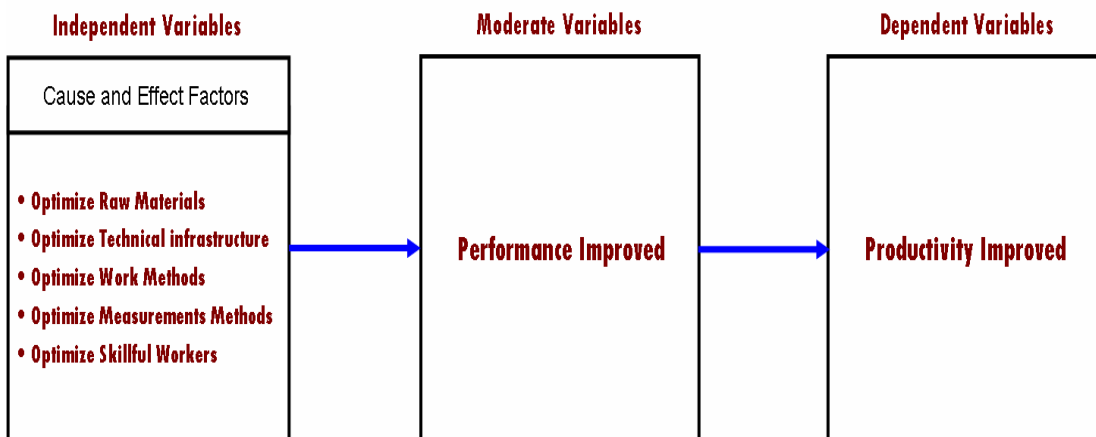 Independent Variables
Moderate Variables
Dependent Variables
Cause and Effect Factors
• Optimize Raw Materials
• Optimize Technical infrastructure
• Optimize Work Methods
• Optimize Measurements Methods
• Optimize Skillful Workers
Performance Improved
Productivity Improved